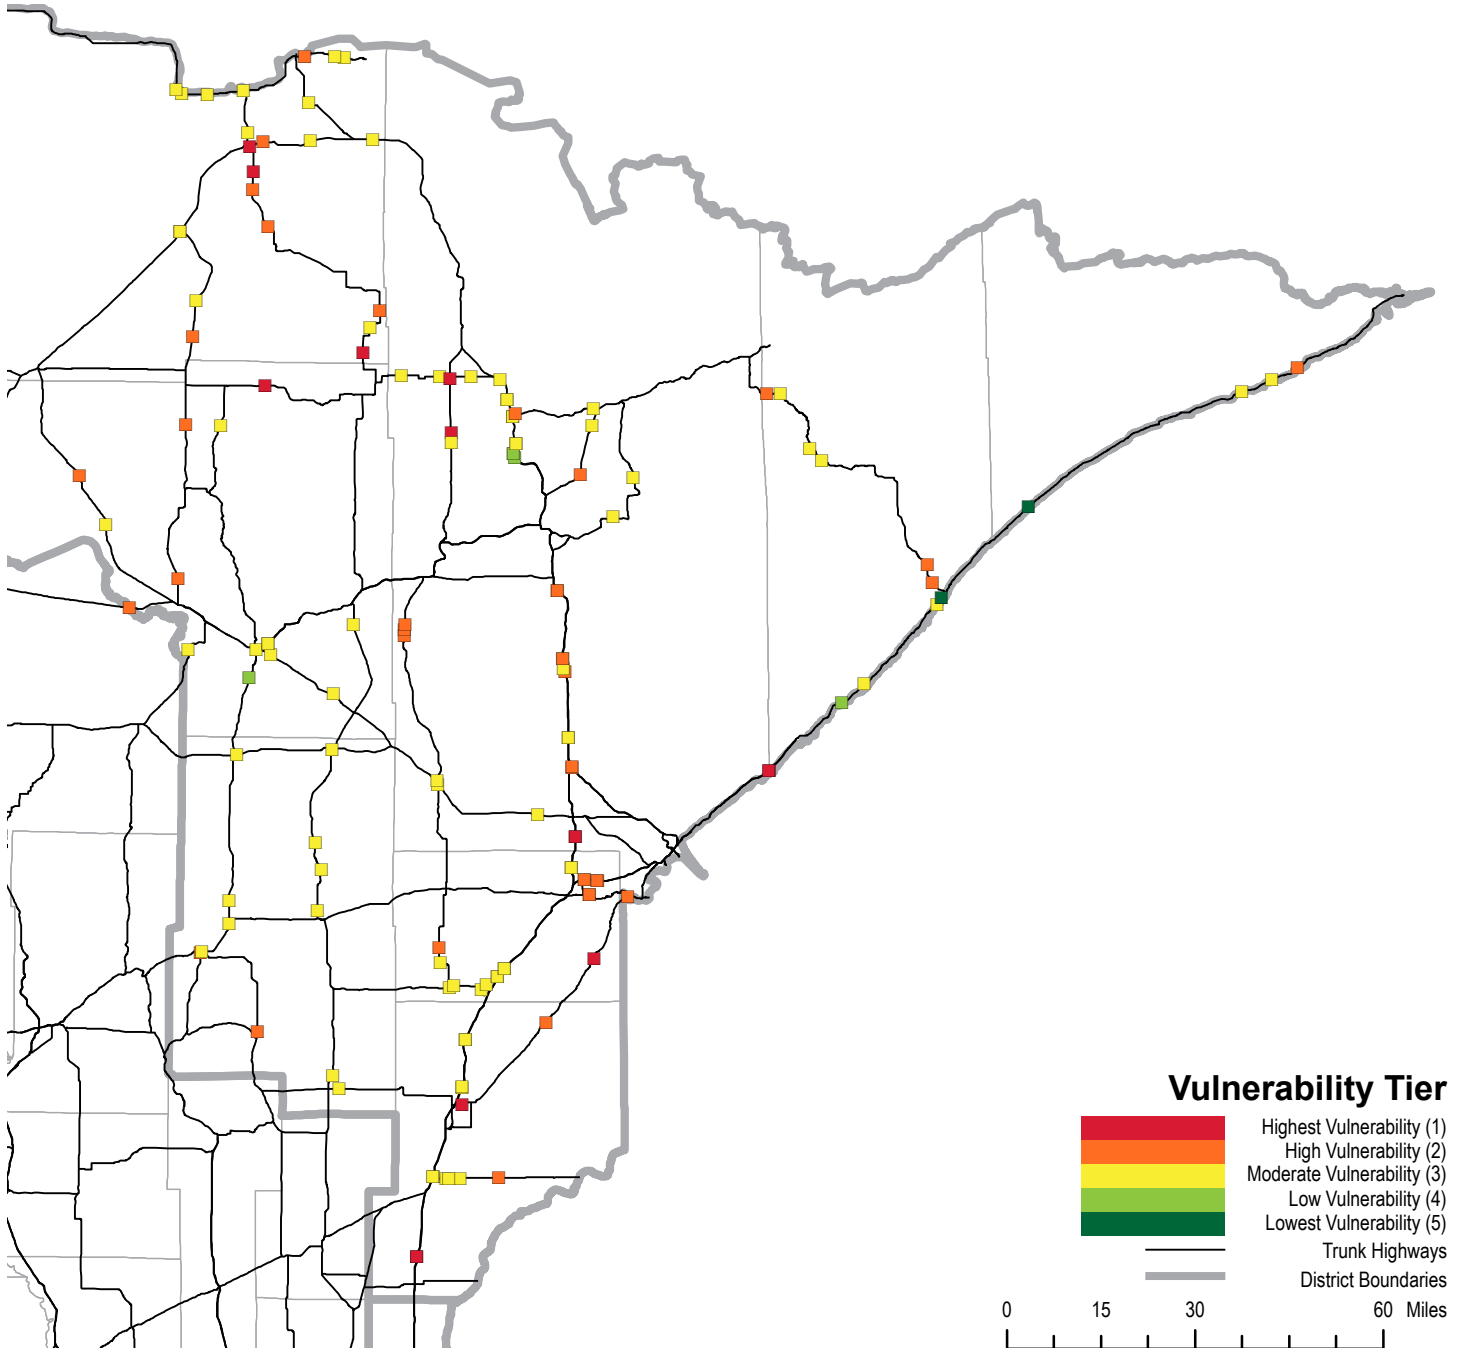 Vulnerability Tier
Highest Vulnerability (1)
High Vulnerability (2)
Moderate Vulnerability (3)
Low Vulnerability (4)
Lowest Vulnerability (5)
Trunk Highways
District Boundaries
0 15 30 60 Miles